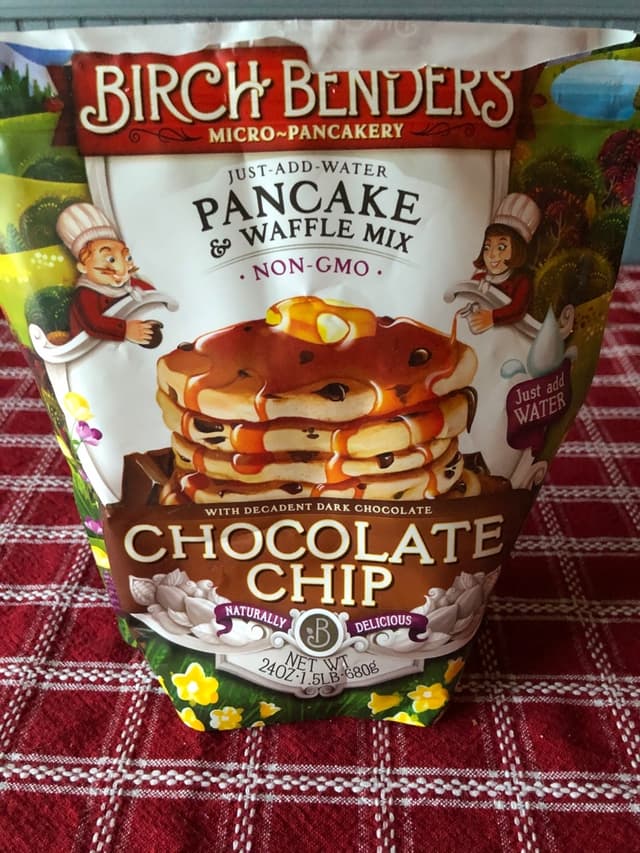 BIRCH BENDERS
MICRO~PANCAKERY
JUST-ADD-WATER
PANCAKE
& WAFFLE MIX
• NON-GMO •
Just add
WATER
WITH DECADENT DARK CHOCOLATE
CHOCOLATE
CHIP
NATURALLY B DELICIOUS
NET WT
24OZ•1.5LB•680g